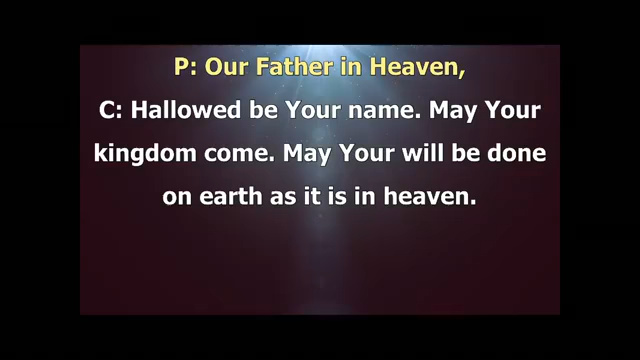 P: Our Father in Heaven,
C: Hallowed be Your name. May Your
kingdom come. May Your will be done
on earth as it is in heaven.